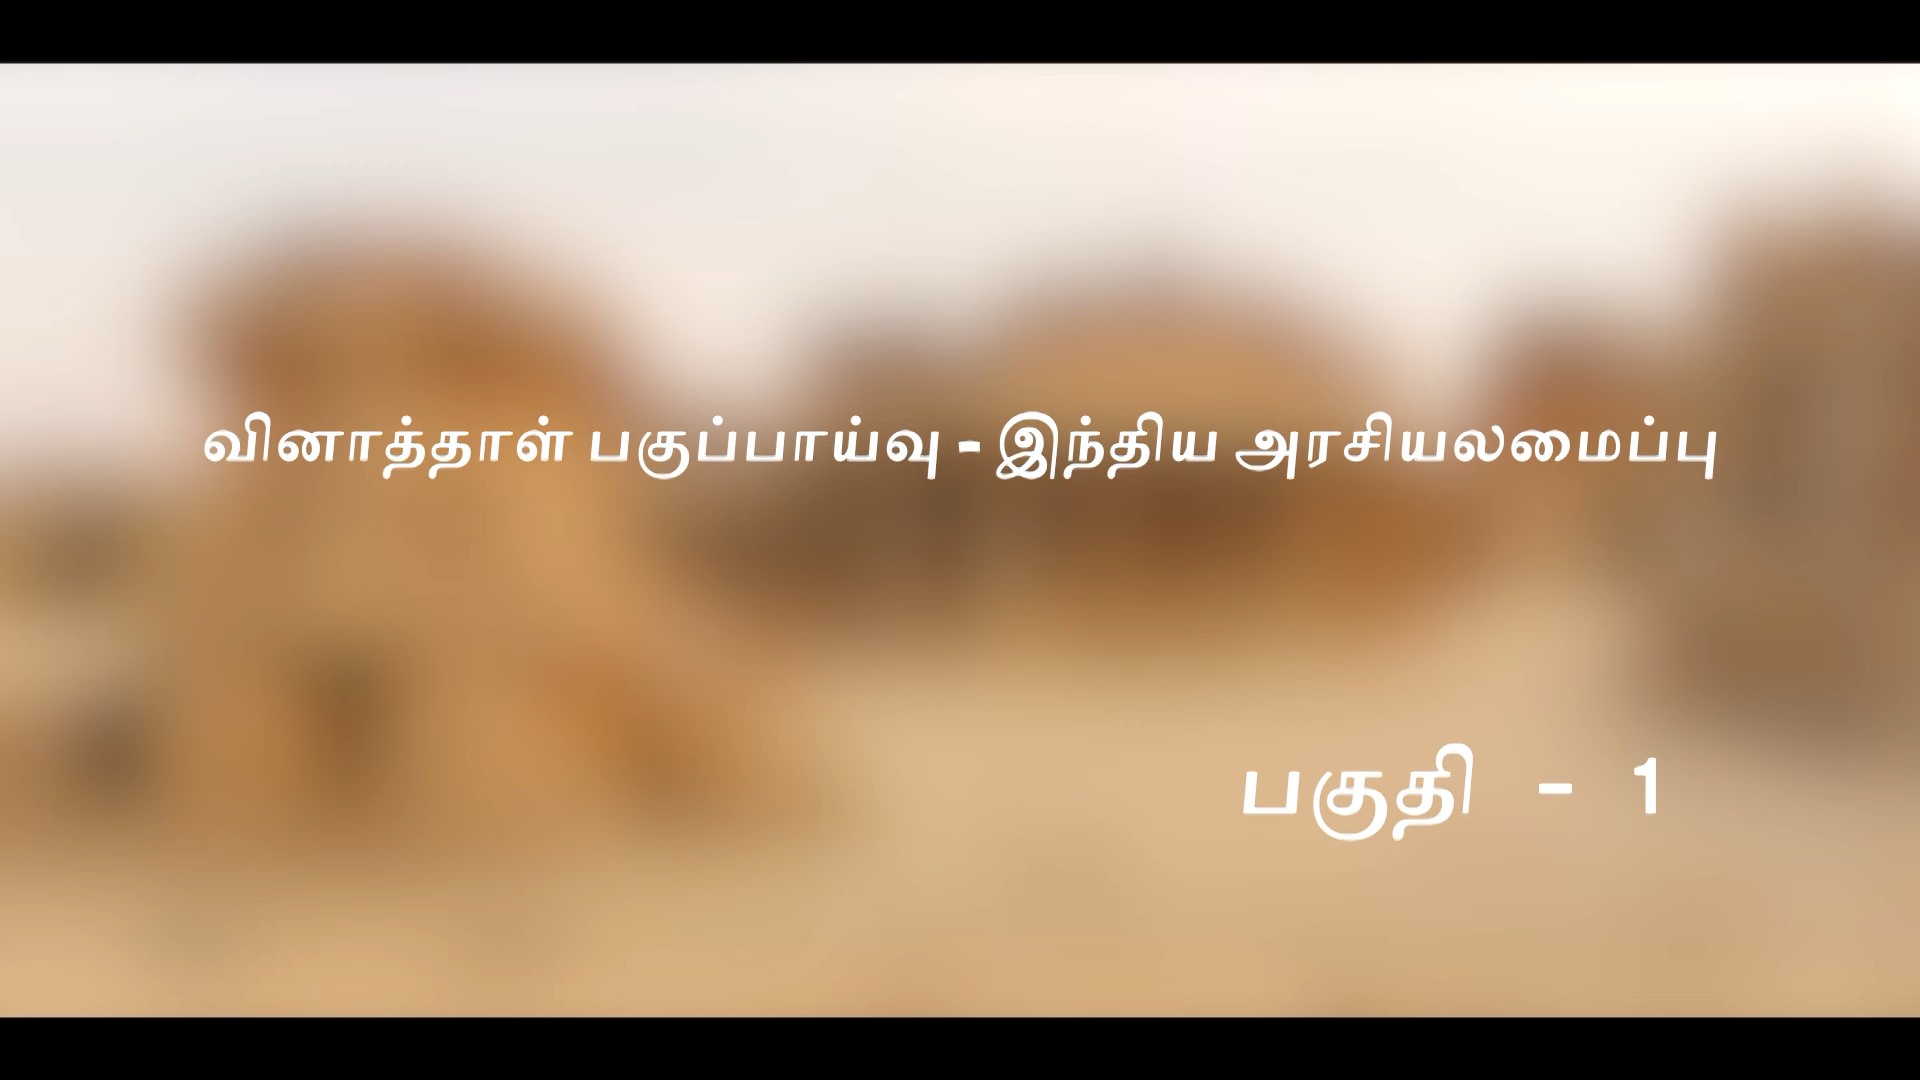 வினாத்தாள் பகுப்பாய்வு - இந்திய அரசியலமைப்பு
பகுதி - 1